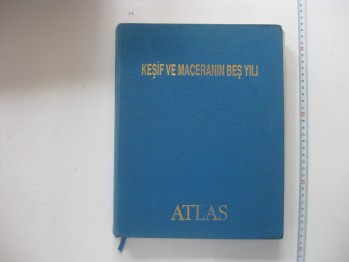 KEŞİF VE MACERANIN BEŞ YILI
ATLAS